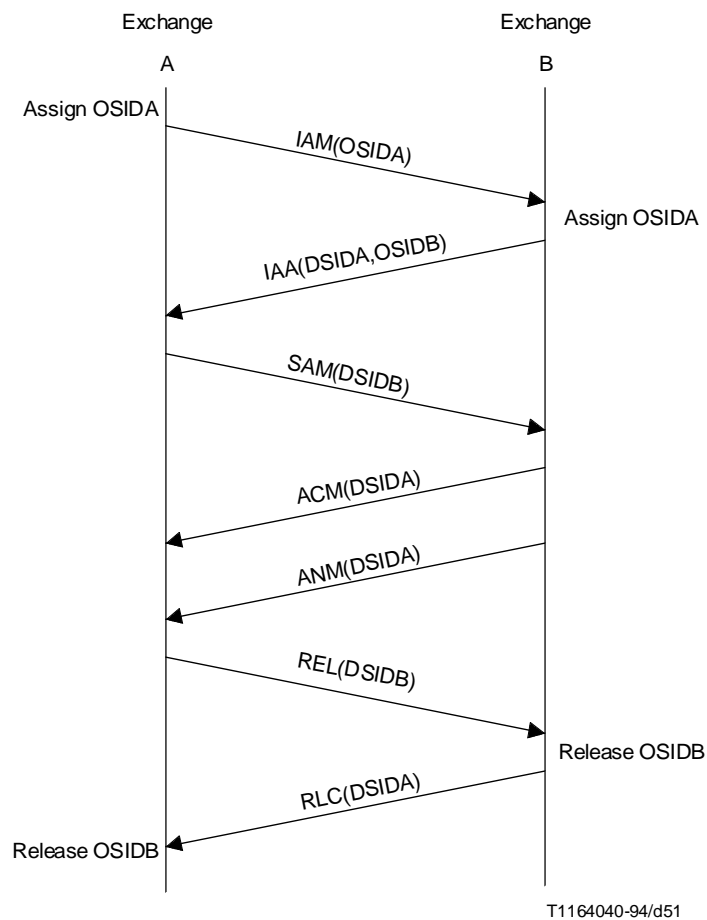 Exchange
Exchange
A
B
Assign OSIDA
IAM(OSIDA)
Assign OSIDA
IAA(DSIDA,OSIDB)
SAM(DSIDB)
ACM(DSIDA)
ANM(DSIDA)
REL(DSIDB)
Release OSIDB
RLC(DSIDA)
Release OSIDB
T1164040-94/d51